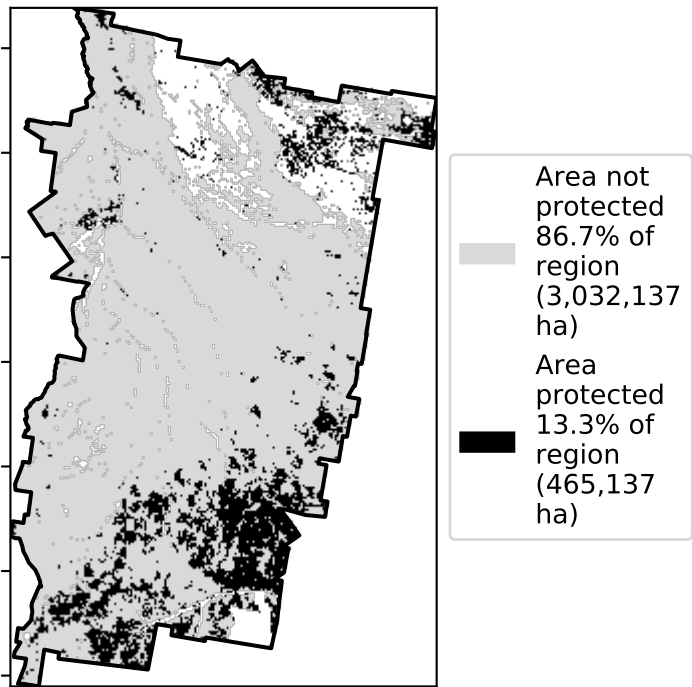 Area not
protected
86.7% of
region
(3,032,137
ha)
Area
protected
13.3% of
region
(465,137
ha)